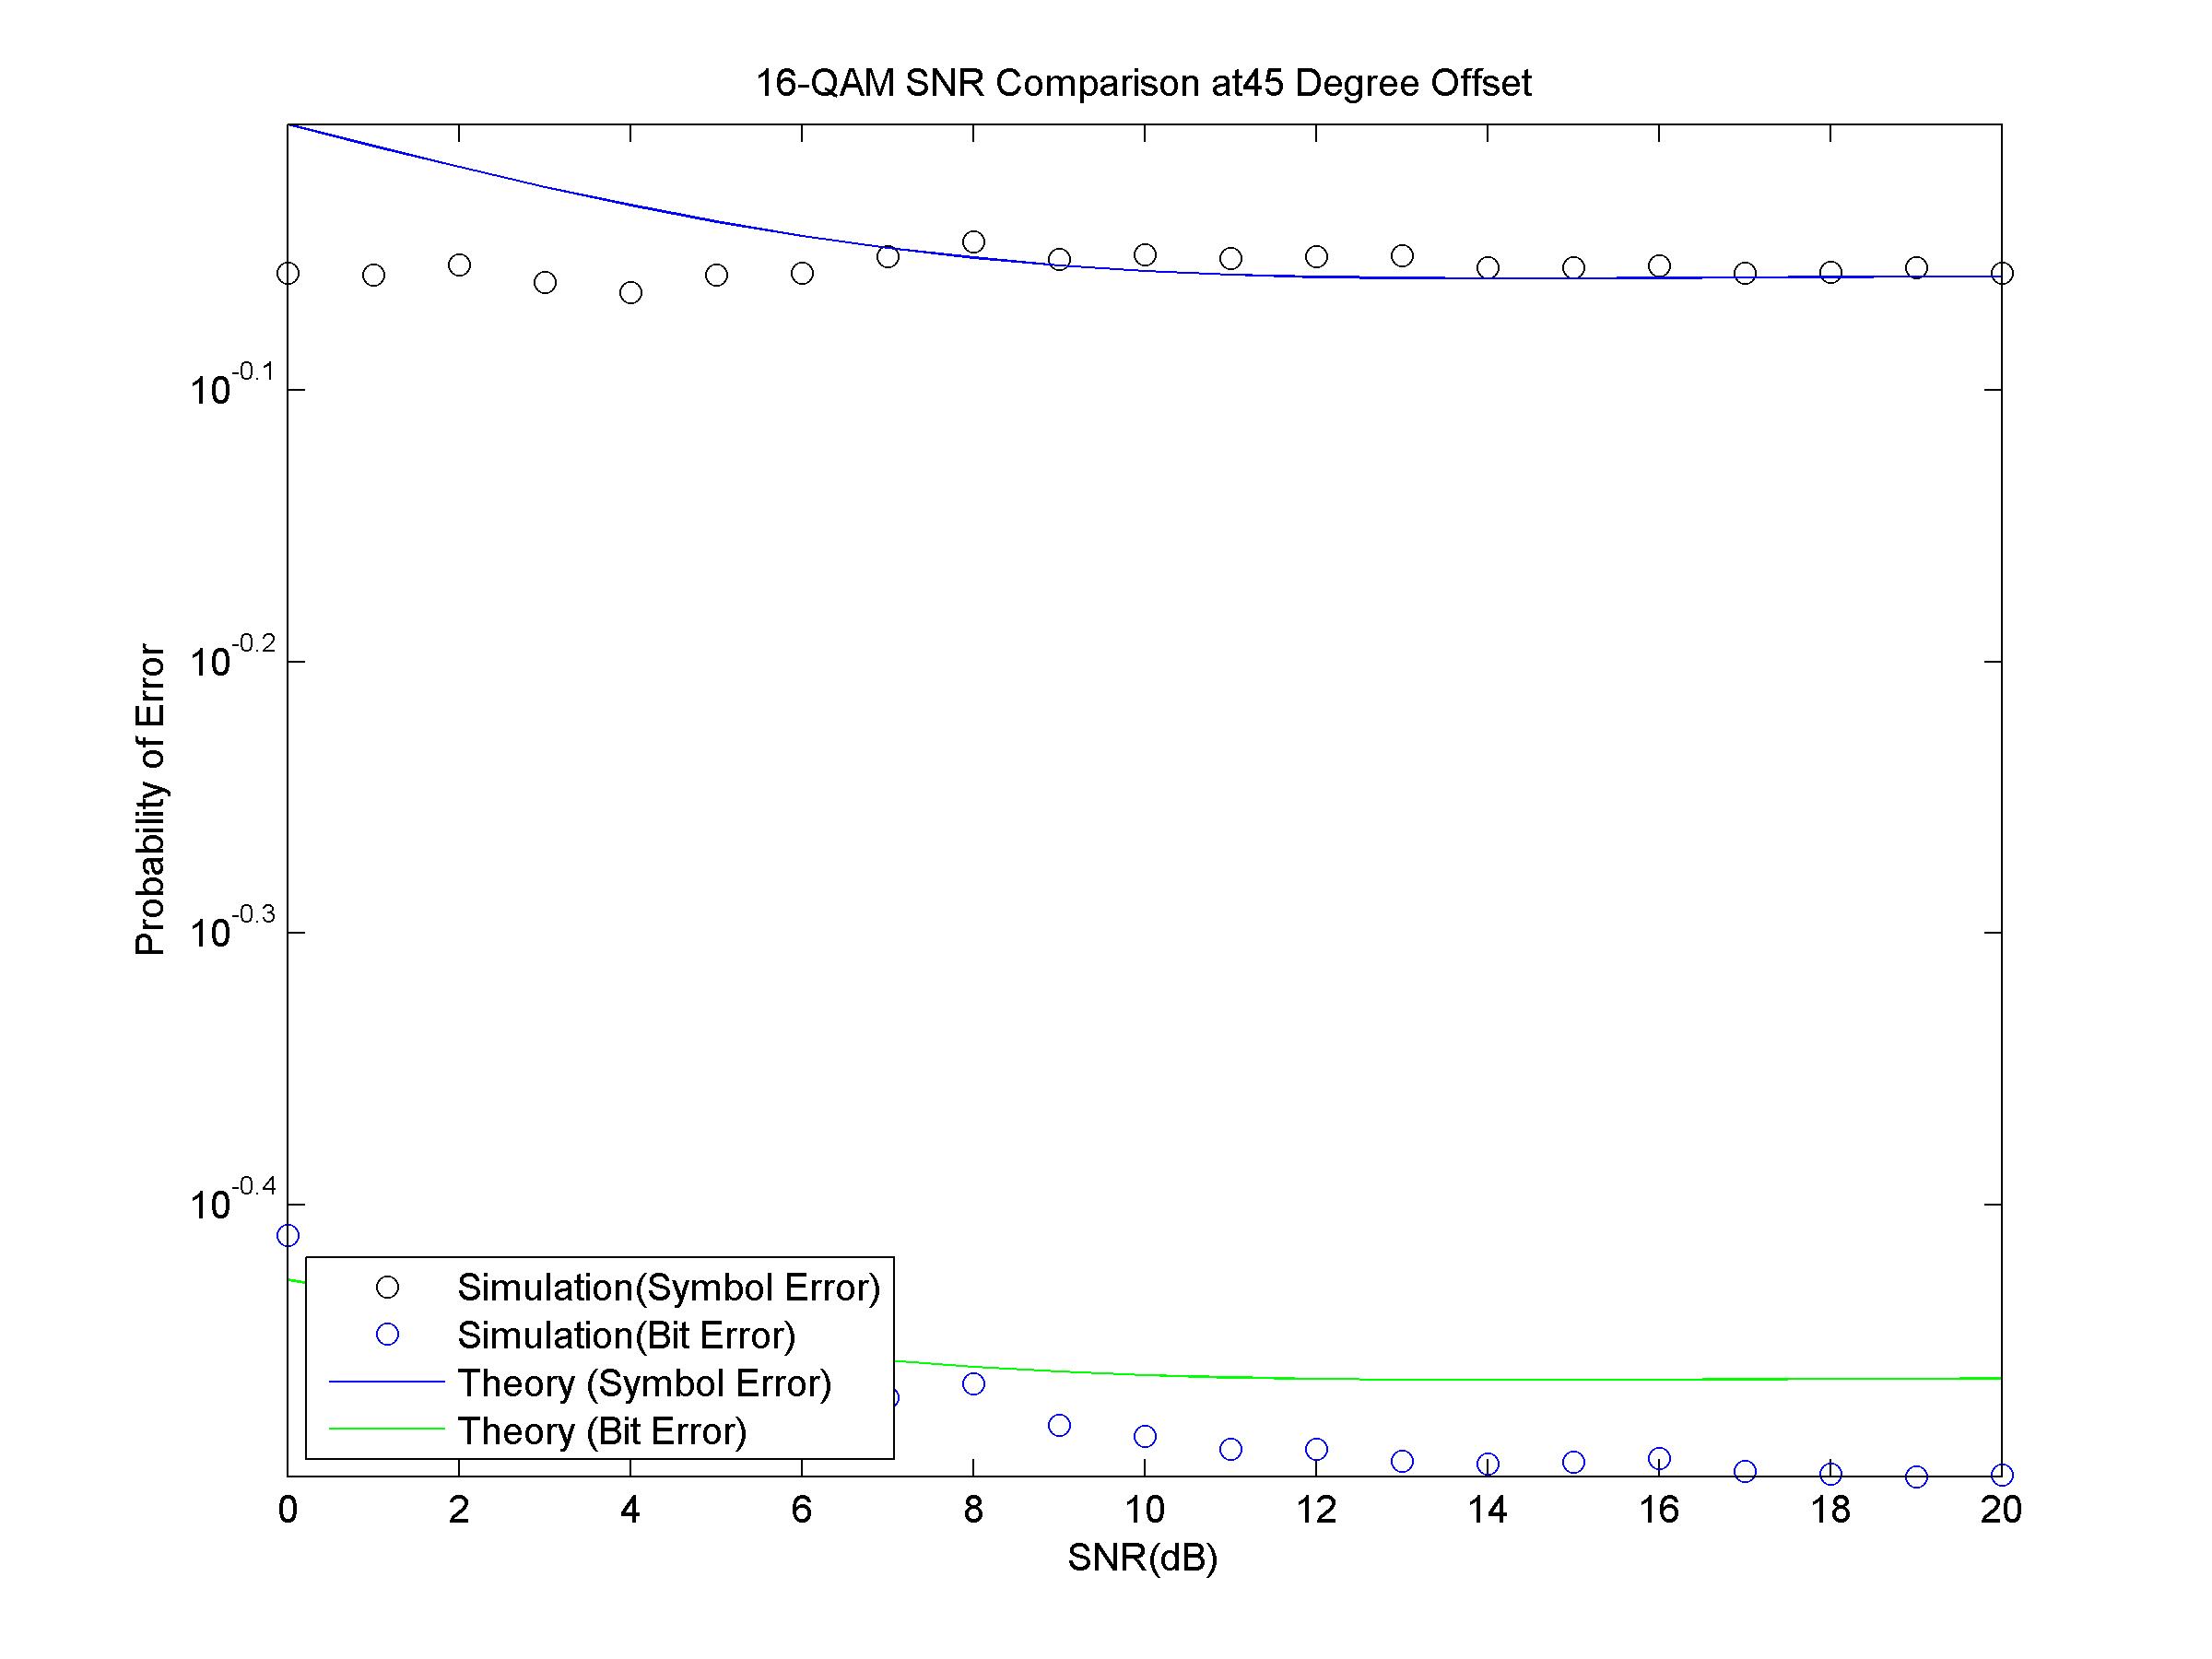 16-QAM SNR Comparison at45 Degree Offset
Probability of Error
10^-0.1
10^-0.2
10^-0.3
10^-0.4
Simulation(Symbol Error)
Simulation(Bit Error)
Theory (Symbol Error)
Theory (Bit Error)
0 2 4 6 8 10 12 14 16 18 20
SNR(dB)